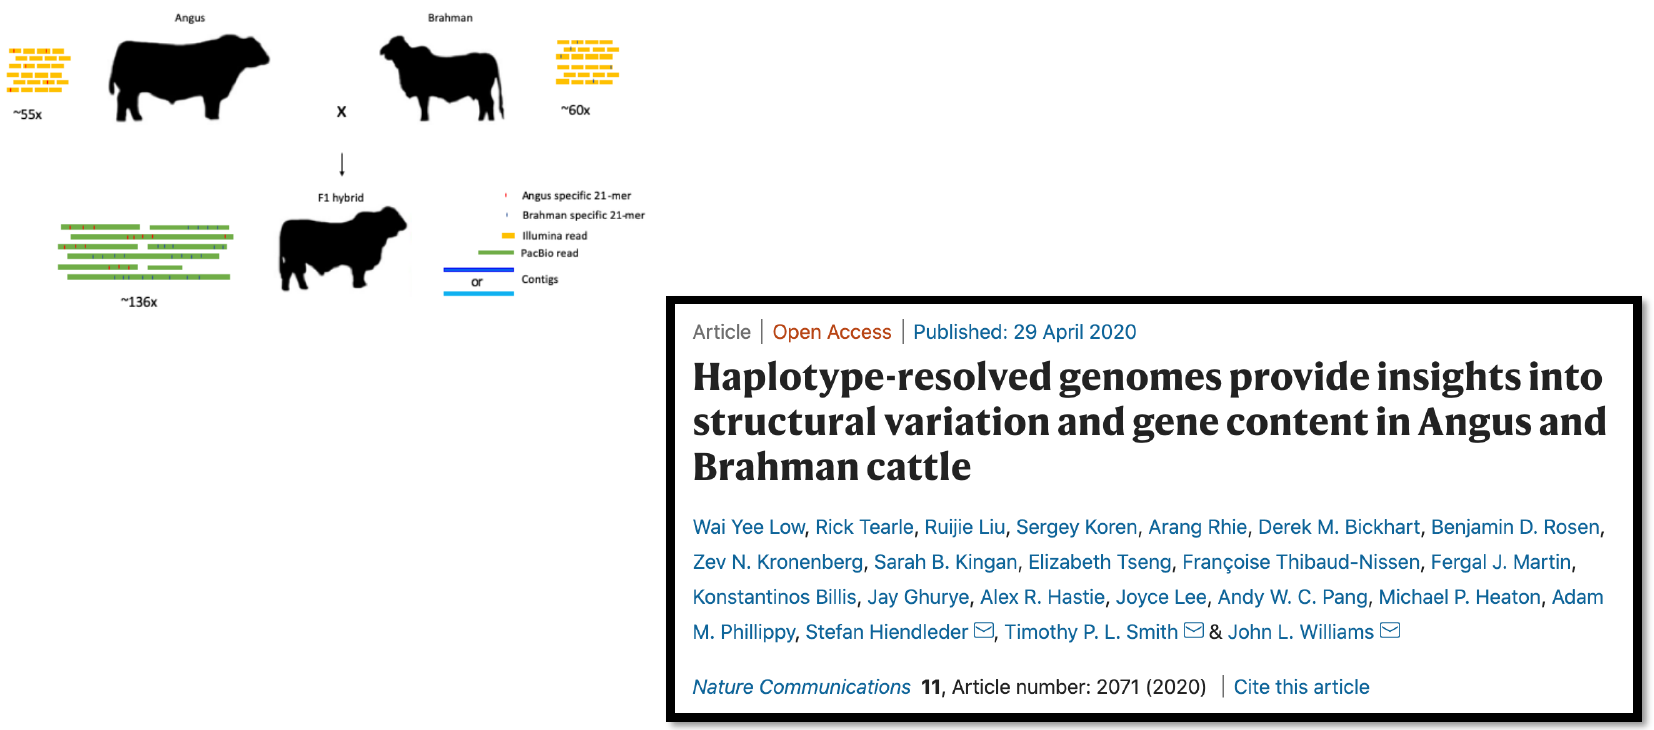 Angus
Brahman
~55x
X
~60x
F1 hybrid
Angus specific 21-mer
Brahman specific 21-mer
Illumina read
PacBio read
or
Contigs
~136x
Article | Open Access | Published: 29 April 2020
Haplotype-resolved genomes provide insights into
structural variation and gene content in Angus and
Brahman cattle
Wai Yee Low, Rick Tearle, Ruijie Liu, Sergey Koren, Arang Rhie, Derek M. Bickhart, Benjamin D. Rosen,
Zev N. Kronenberg, Sarah B. Kingan, Elizabeth Tseng, Françoise Thibaud-Nissen, Fergal J. Martin,
Konstantinos Billis, Jay Ghurye, Alex R. Hastie, Joyce Lee, Andy W. C. Pang, Michael P. Heaton, Adam
M. Phillippy, Stefan Hiendleder, Timothy P. L. Smith & John L. Williams
Nature Communications 11, Article number: 2071 (2020) | Cite this article